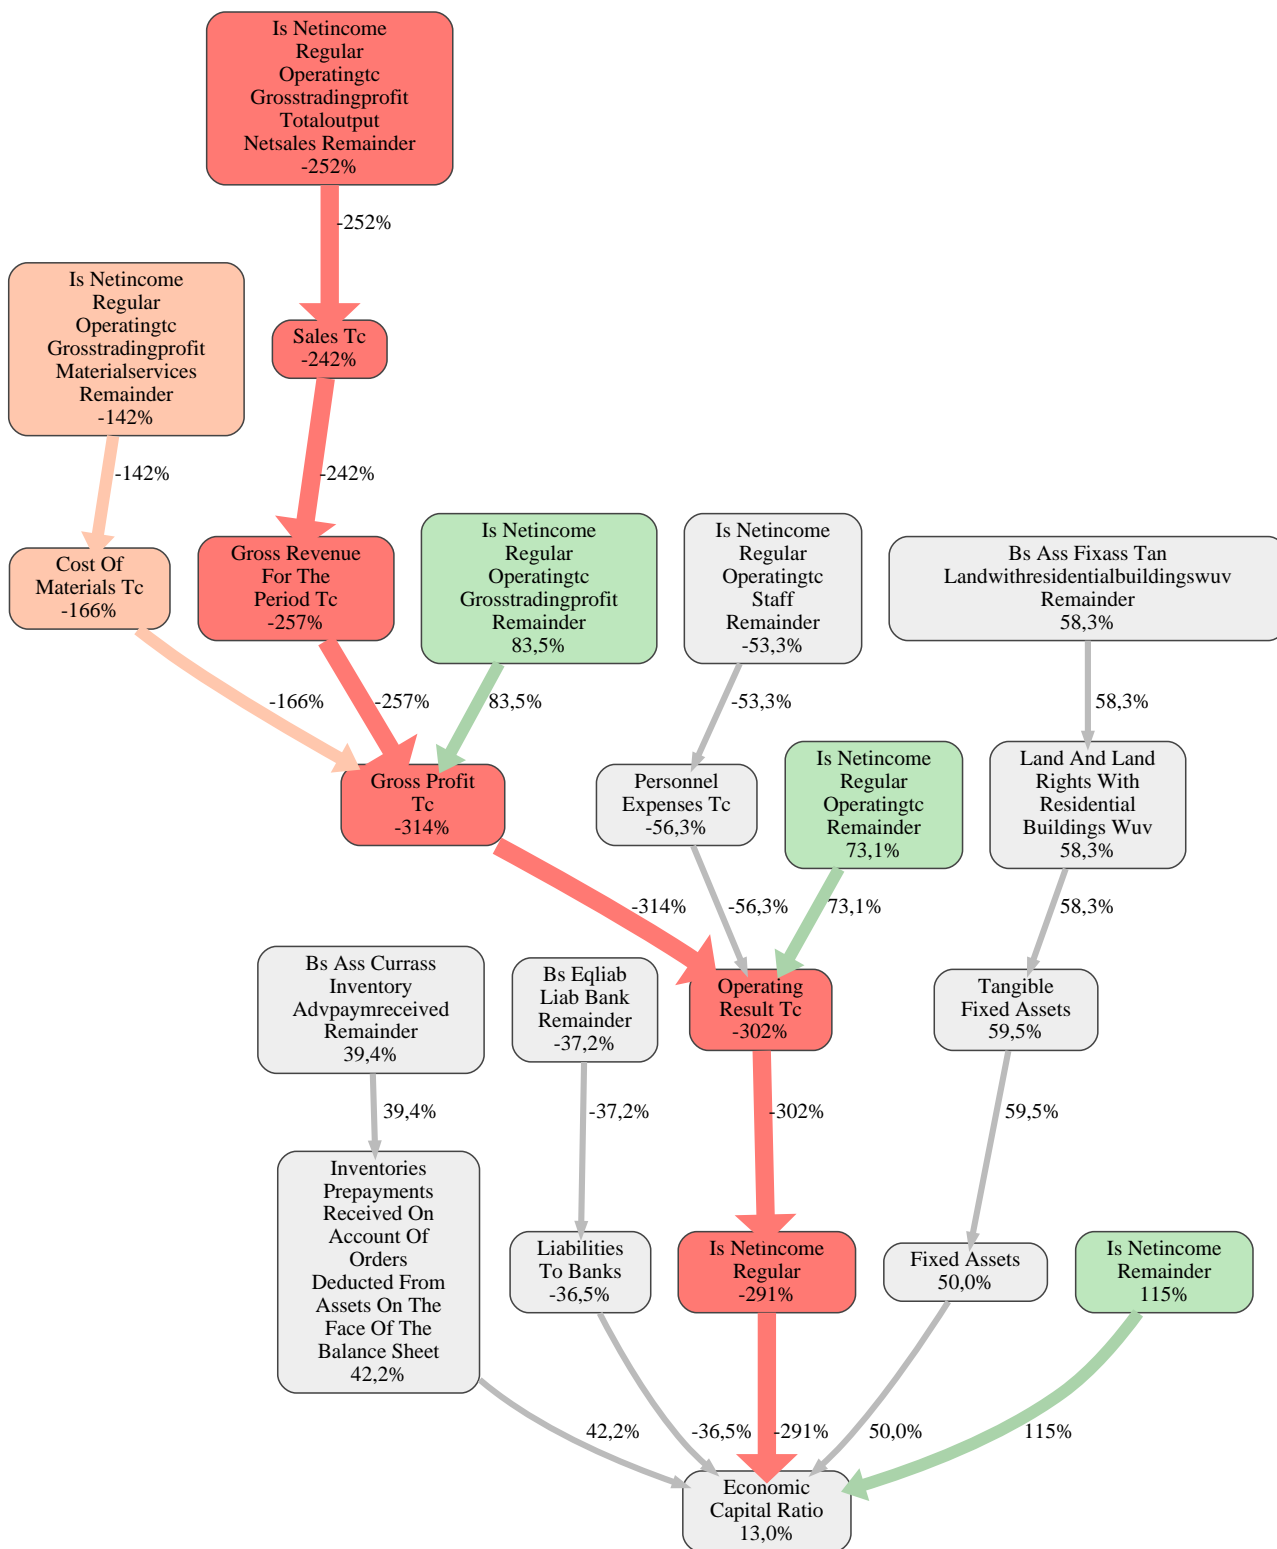 Is Netincome
Regular
Operatingtc
Grosstradingprofit
Totaloutput
Netsales Remainder
-252%
-252%
Is Netincome
Regular
Operatingtc
Grosstradingprofit
Materialservices
Remainder
-142%
Sales Tc
-242%
-142%
-242%
Cost Of
Materials Tc
-166%
Gross Revenue
For The
Period Tc
-257%
Is Netincome
Regular
Operatingtc
Grosstradingprofit
Remainder
83,5%
Is Netincome
Regular
Operatingtc
Staff
Remainder
-53,3%
Bs Ass Fixass Tan
Landwithresidentialbuildingswuv
Remainder
58,3%
-166%
-257%
83,5%
-53,3%
58,3%
Gross Profit
Tc
-314%
Personnel
Expenses Tc
-56,3%
Is Netincome
Regular
Operatingtc
Remainder
73,1%
Land And Land
Rights With
Residential
Buildings Wuv
58,3%
-314%
-56,3%
73,1%
58,3%
Bs Ass Currass
Inventory
Advpaymreceived
Remainder
39,4%
Bs Eqliab
Liab Bank
Remainder
-37,2%
Operating
Result Tc
-302%
Tangible
Fixed Assets
59,5%
39,4%
-37,2%
-302%
59,5%
Inventories
Prepayments
Received On
Account Of
Orders
Deducted From
Assets On The
Face Of The
Balance Sheet
42,2%
Liabilities
To Banks
-36,5%
Is Netincome
Regular
-291%
Fixed Assets
50,0%
Is Netincome
Remainder
115%
42,2%
-36,5%
-291%
50,0%
115%
Economic
Capital Ratio
13,0%